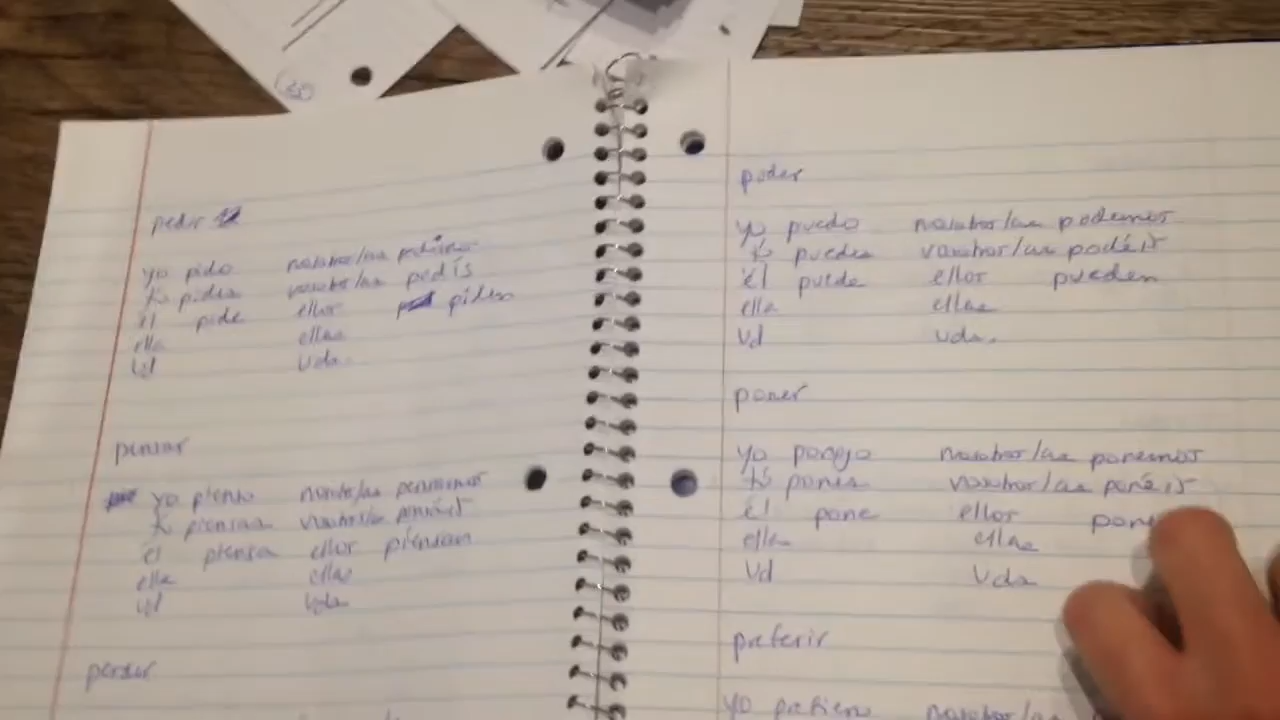 pedir
yo pido nosotros/as pedimos
tú pides vosotros/as pedís
él pide ellos piden
ella ellas
Ud Uds.
pensar
yo pienso nosotros/as pensamos
tú piensas vosotros/as pensáis
él piensa ellos piensan
ella ellas
Ud Uds
perder
poder
yo puedo nosotros/as podemos
tú puedes vosotros/as podéis
él puede ellos pueden
ella ellas
Ud Uds.
poner
yo pongo nosotros/as ponemos
tú pones vosotros/as ponéis
él pone ellos
ella ellas
Ud Uds
preferir
yo